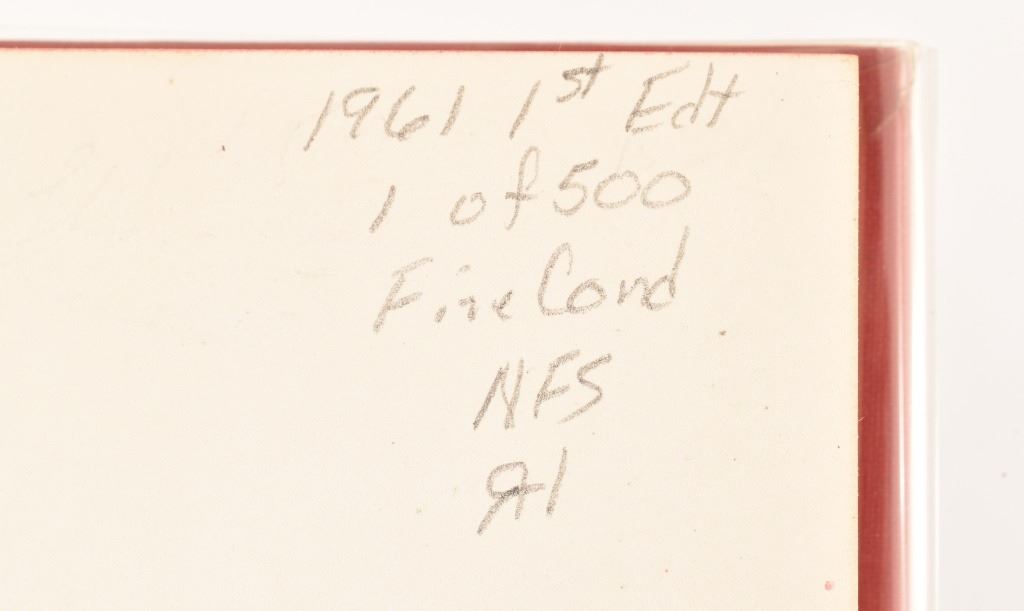 1961 1st Edt
1 of 500
Fine Cond
NFS